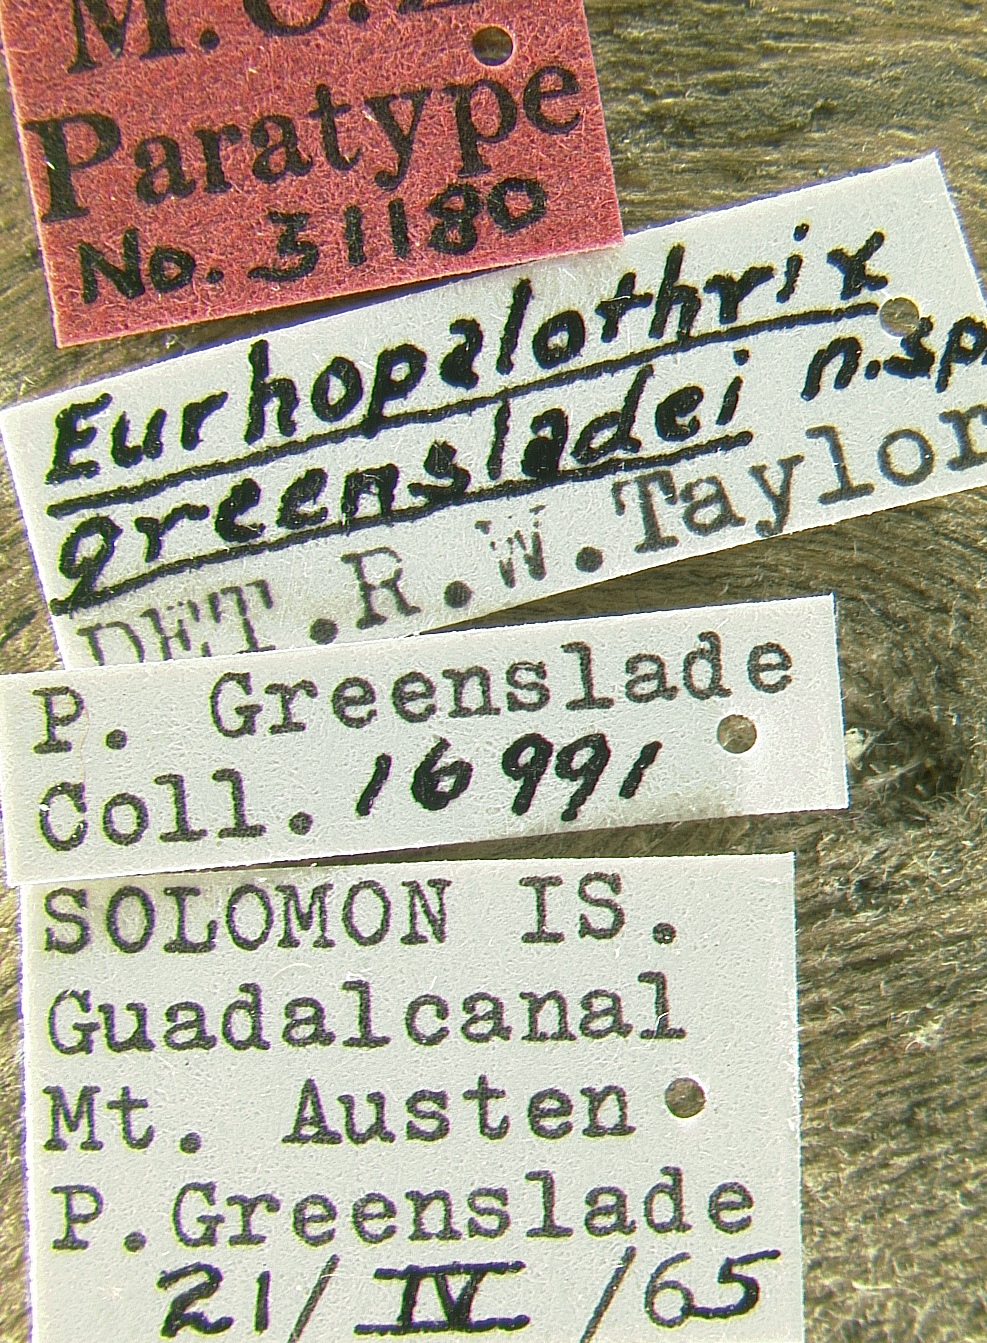 M.C.Z
Paratype
No. 31180
Eurhopalothrix
greensladei n.sp.
DET.R.W.Taylor
P. Greenslade
Coll. 16991
SOLOMON IS.
Guadalcanal
Mt. Austen
P.Greenslade
21/IV/65